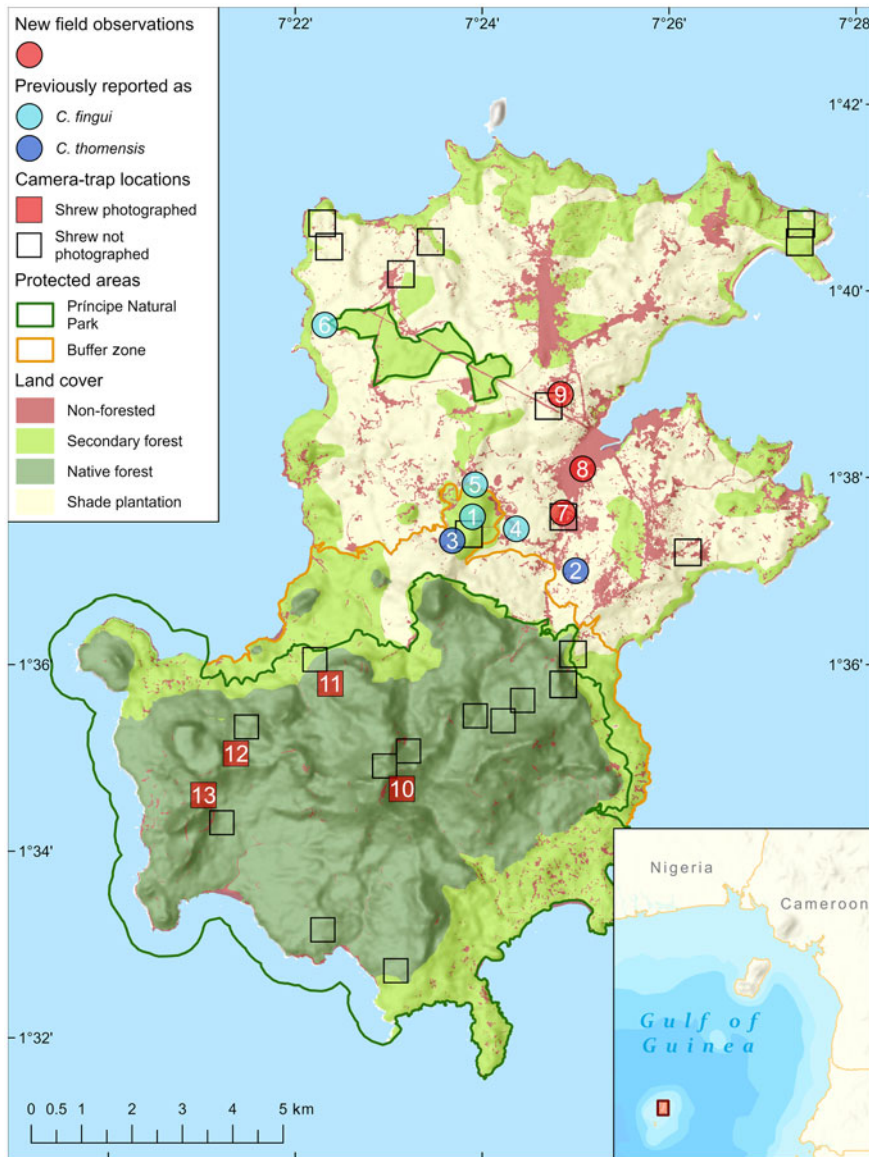 New field observations
Previously reported as
C. fingui
C. thomensis
Camera-trap locations
Shrew photographed
Shrew not
photographed
Protected areas
Príncipe Natural
Park
Buffer zone
Land cover
Non-forested
Secondary forest
Native forest
Shade plantation
7°22'
7°24'
7°26'
7°28'
1°42'
1°40'
1°38'
1°36'
1°36'
1°34'
1°32'
6
9
8
5
1
7
4
3
2
11
12
10
13
0 0.5 1 2 3 4 5 km
Nigeria
Cameroon
Gulf of
Guinea